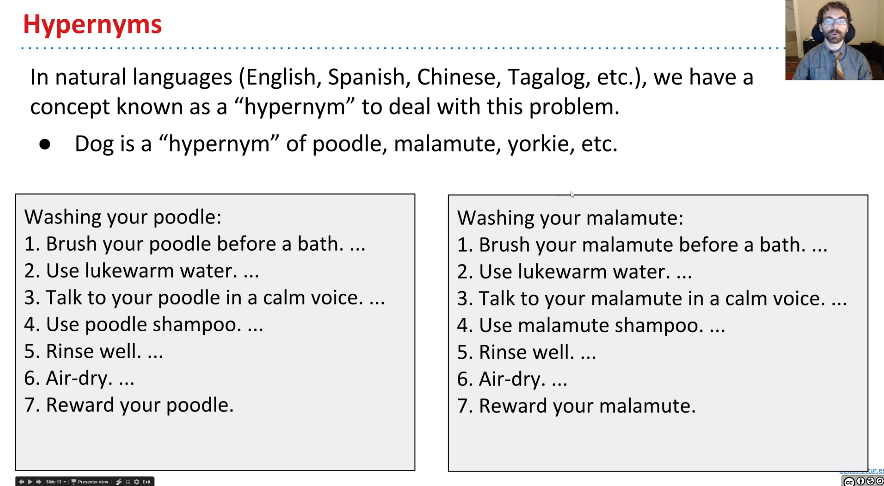 Hypernyms
In natural languages (English, Spanish, Chinese, Tagalog, etc.), we have a
concept known as a “hypernym” to deal with this problem.
● Dog is a “hypernym” of poodle, malamute, yorkie, etc.
Washing your poodle:
1. Brush your poodle before a bath. ...
2. Use lukewarm water. ...
3. Talk to your poodle in a calm voice. ...
4. Use poodle shampoo. ...
5. Rinse well. ...
6. Air-dry. ...
7. Reward your poodle.
Washing your malamute:
1. Brush your malamute before a bath. ...
2. Use lukewarm water. ...
3. Talk to your malamute in a calm voice. ...
4. Use malamute shampoo. ...
5. Rinse well. ...
6. Air-dry. ...
7. Reward your malamute.
Presenter view
Exit